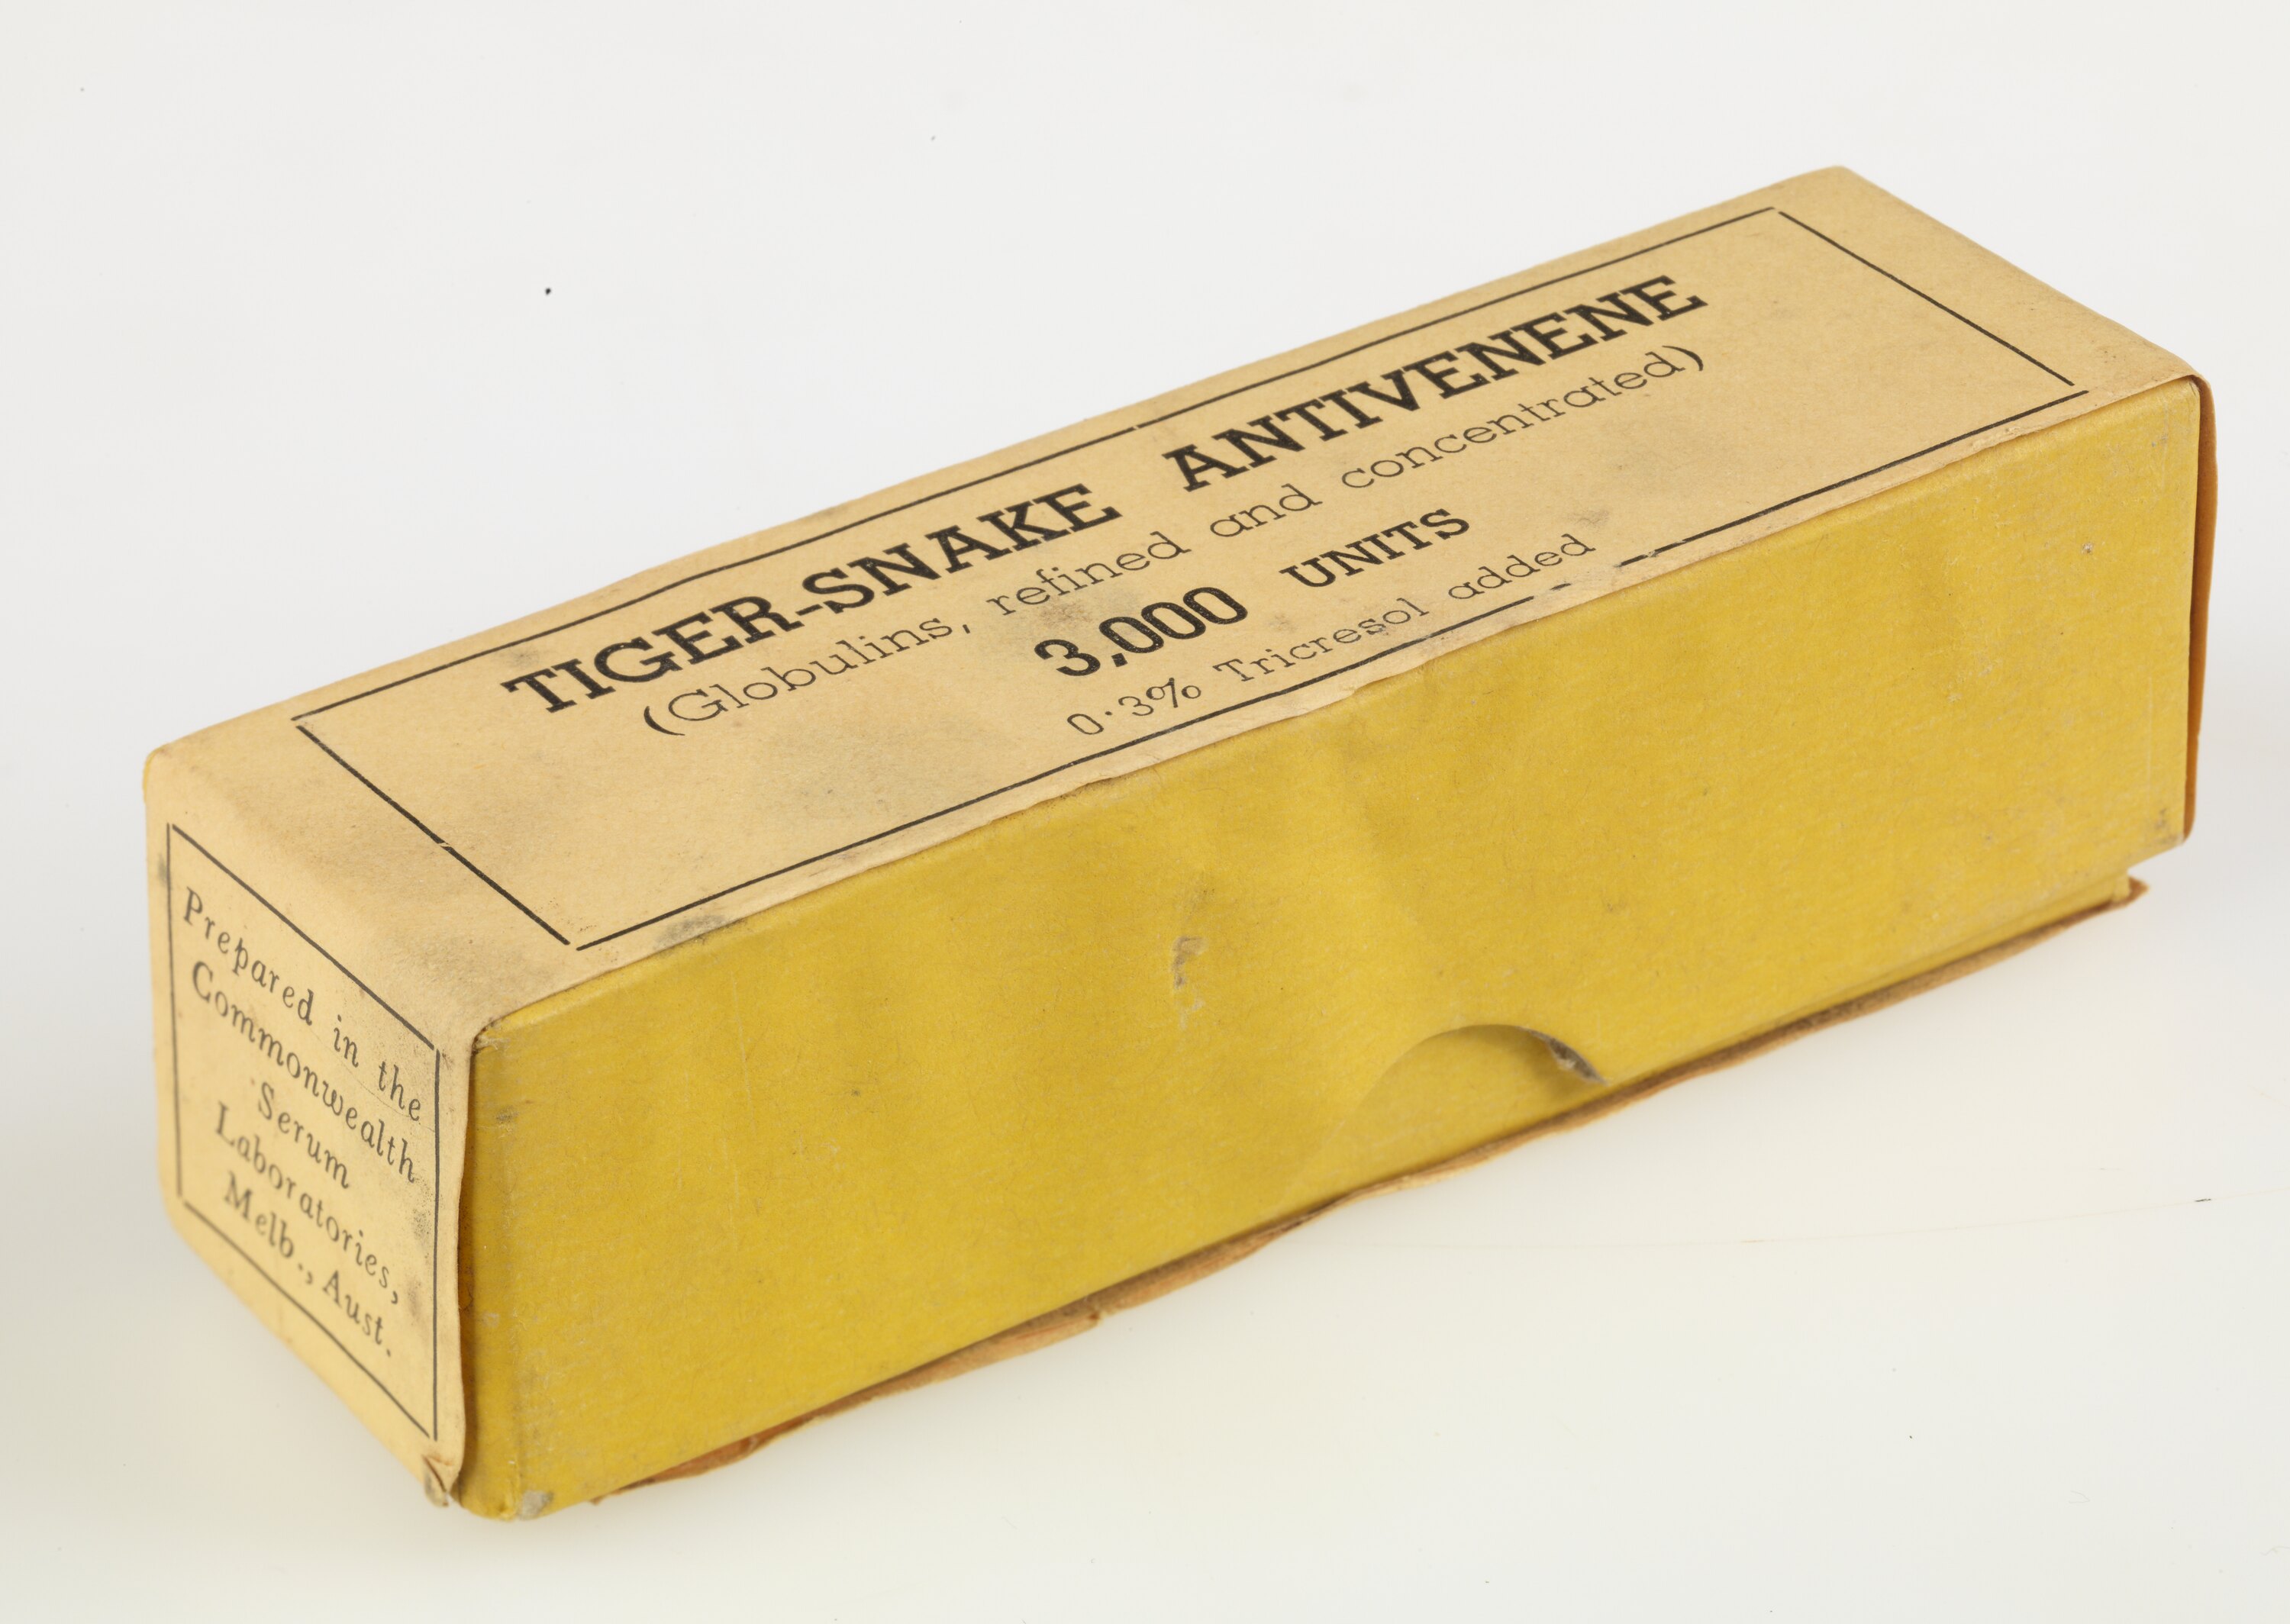 TIGER-SNAKE ANTIVENENE
(Globulins, refined and concentrated)
3,000 UNITS
0·3% Tricresol added
Prepared in the
Commonwealth
Serum
Laboratories,
Melb., Aust.